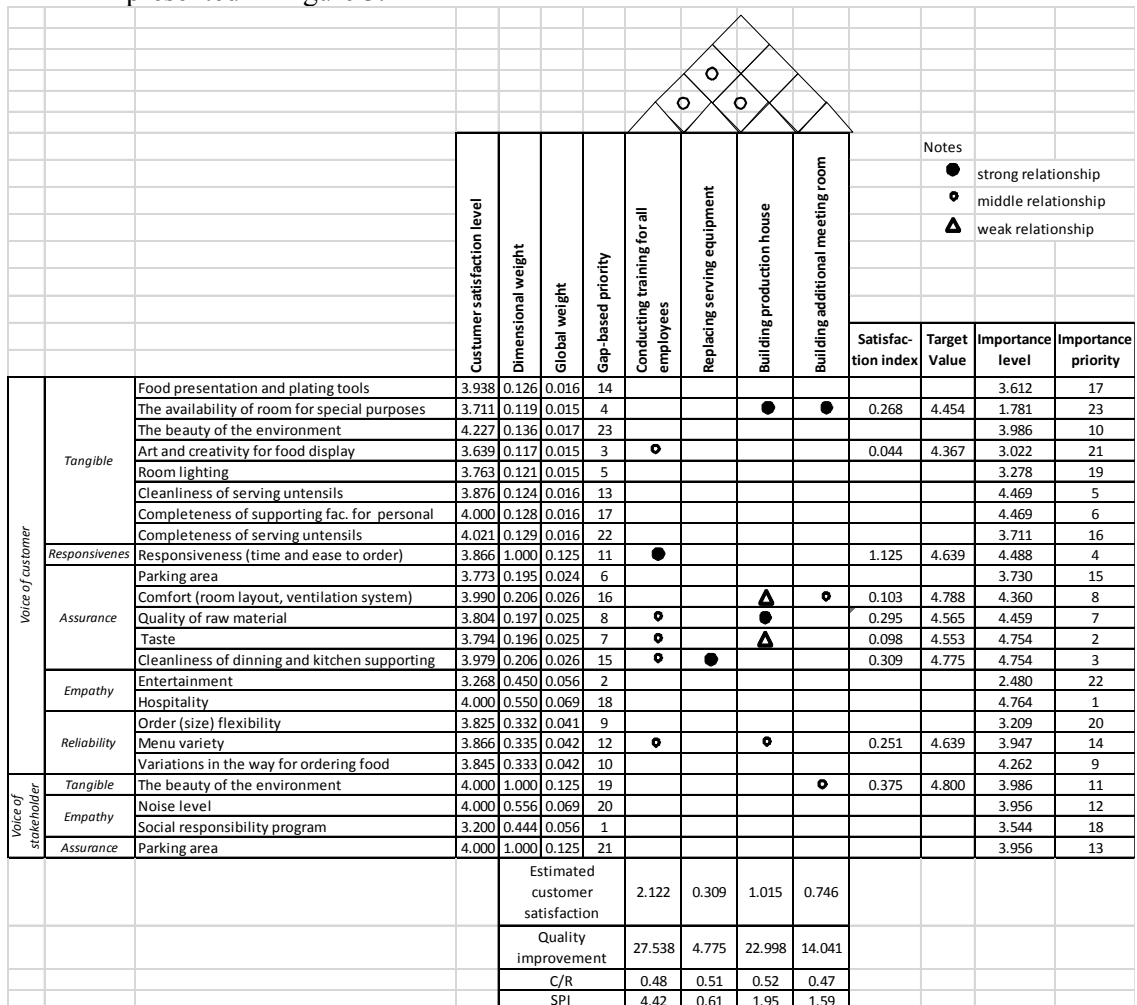 presented in Figure 3.
Notes
strong relationship
middle relationship
weak relationship
Custumer satisfaction level
Dimensional weight
Global weight
Gap-based priority
Conducting training for all employees
Replacing serving equipment
Building production house
Building additional meeting room
Satisfac-tion index Target Value Importance level Importance priority
Voice of customer
Tangible
Food presentation and plating tools 3.938 0.126 0.016 14 3.612 17
The availability of room for special purposes 3.711 0.119 0.015 4 0.268 4.454 1.781 23
The beauty of the environment 4.227 0.136 0.017 23 3.986 10
Art and creativity for food display 3.639 0.117 0.015 3 0.044 4.367 3.022 21
Room lighting 3.763 0.121 0.015 5 3.278 19
Cleanliness of serving untensils 3.876 0.124 0.016 13 4.469 5
Completeness of supporting fac. for personal 4.000 0.128 0.016 17 4.469 6
Completeness of serving untensils 4.021 0.129 0.016 22 3.711 16
Responsivenes Responsiveness (time and ease to order) 3.866 1.000 0.125 11 1.125 4.639 4.488 4
Assurance
Parking area 3.773 0.195 0.024 6 3.730 15
Comfort (room layout, ventilation system) 3.990 0.206 0.026 16 0.103 4.788 4.360 8
Quality of raw material 3.804 0.197 0.025 8 0.295 4.565 4.459 7
Taste 3.794 0.196 0.025 7 0.098 4.553 4.754 2
Cleanliness of dinning and kitchen supporting 3.979 0.206 0.026 15 0.309 4.775 4.754 3
Empathy
Entertainment 3.268 0.450 0.056 2 2.480 22
Hospitality 4.000 0.550 0.069 18 4.764 1
Reliability
Order (size) flexibility 3.825 0.332 0.041 9 3.209 20
Menu variety 3.866 0.335 0.042 12 0.251 4.639 3.947 14
Variations in the way for ordering food 3.845 0.333 0.042 10 4.262 9
Voice of stakeholder
Tangible The beauty of the environment 4.000 1.000 0.125 19 0.375 4.800 3.986 11
Empathy
Noise level 4.000 0.556 0.069 20 3.956 12
Social responsibility program 3.200 0.444 0.056 1 3.544 18
Assurance Parking area 4.000 1.000 0.125 21 3.956 13
Estimated customer satisfaction 2.122 0.309 1.015 0.746
Quality improvement 27.538 4.775 22.998 14.041
C/R 0.48 0.51 0.52 0.47
SPI 4.42 0.61 1.95 1.59